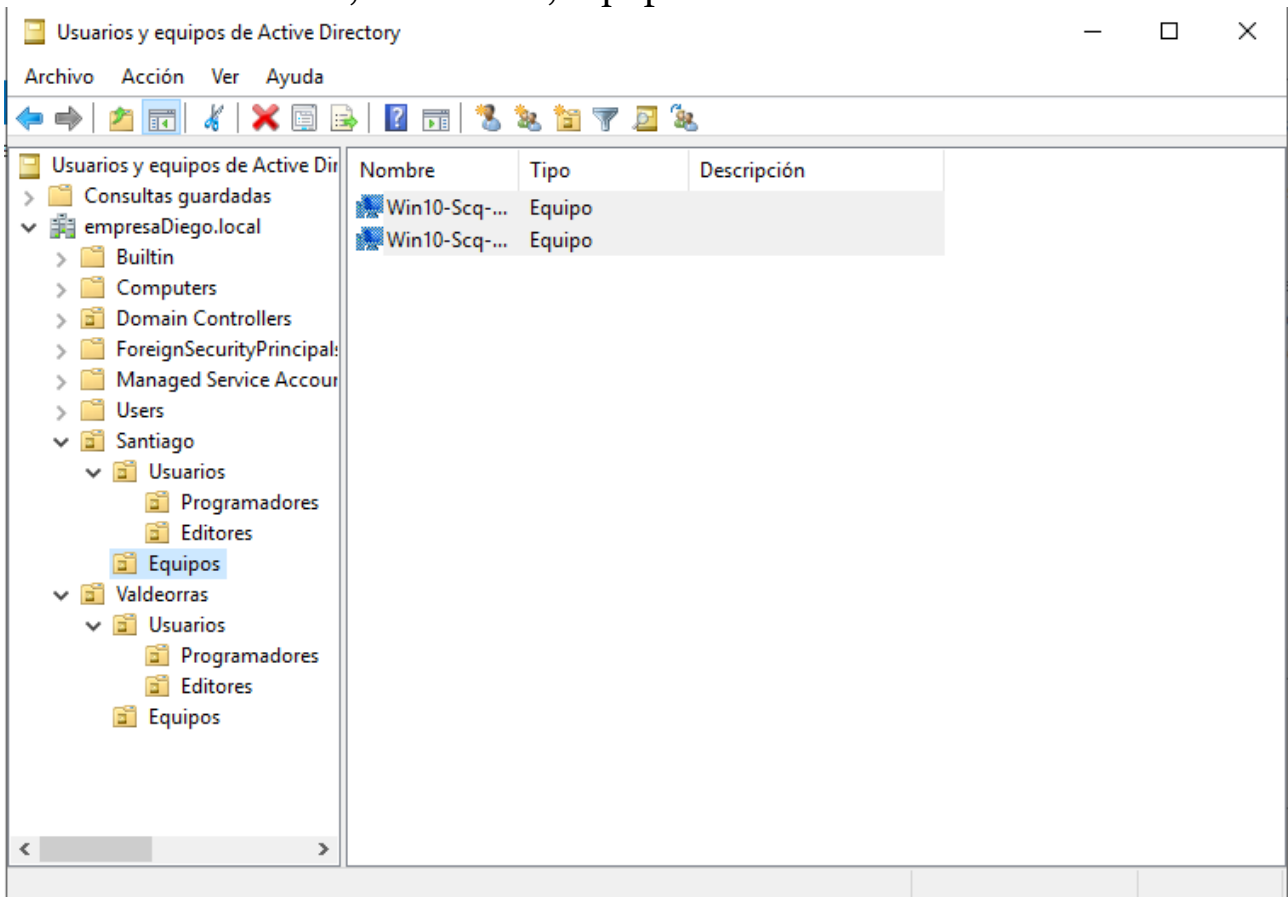 Usuarios y equipos de Active Directory
Archivo Acción Ver Ayuda
Usuarios y equipos de Active Dir
Consultas guardadas
empresaDiego.local
Builtin
Computers
Domain Controllers
ForeignSecurityPrincipals
Managed Service Accour
Users
Santiago
Usuarios
Programadores
Editores
Equipos
Valdeorras
Usuarios
Programadores
Editores
Equipos
Nombre Tipo Descripción
Win10-Scq-... Equipo
Win10-Scq-... Equipo